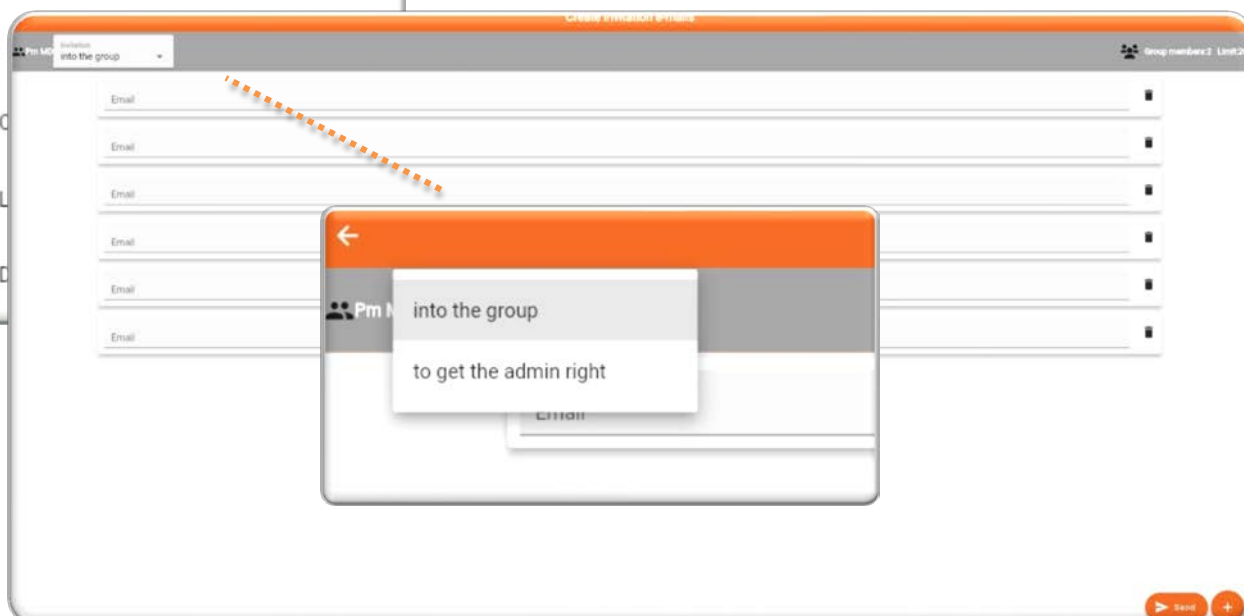 Create invitation e-mails
Pm M
Invitation
into the group
Group members:2 Limit:2
Email
Email
Email
Email
Email
Email
Pm M
into the group
to get the admin right
Email
Send